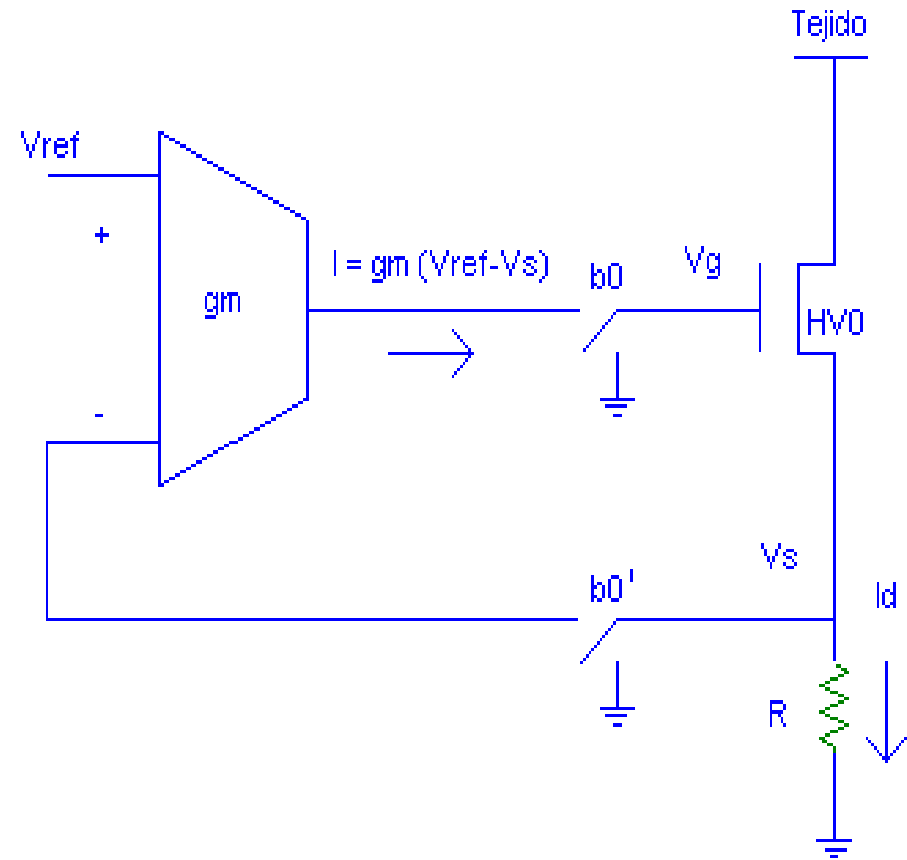 Tejido
Vref
+
gm
I = gm (Vref-Vs)
b0
Vg
HV0
-
Vs
b0'
Id
R